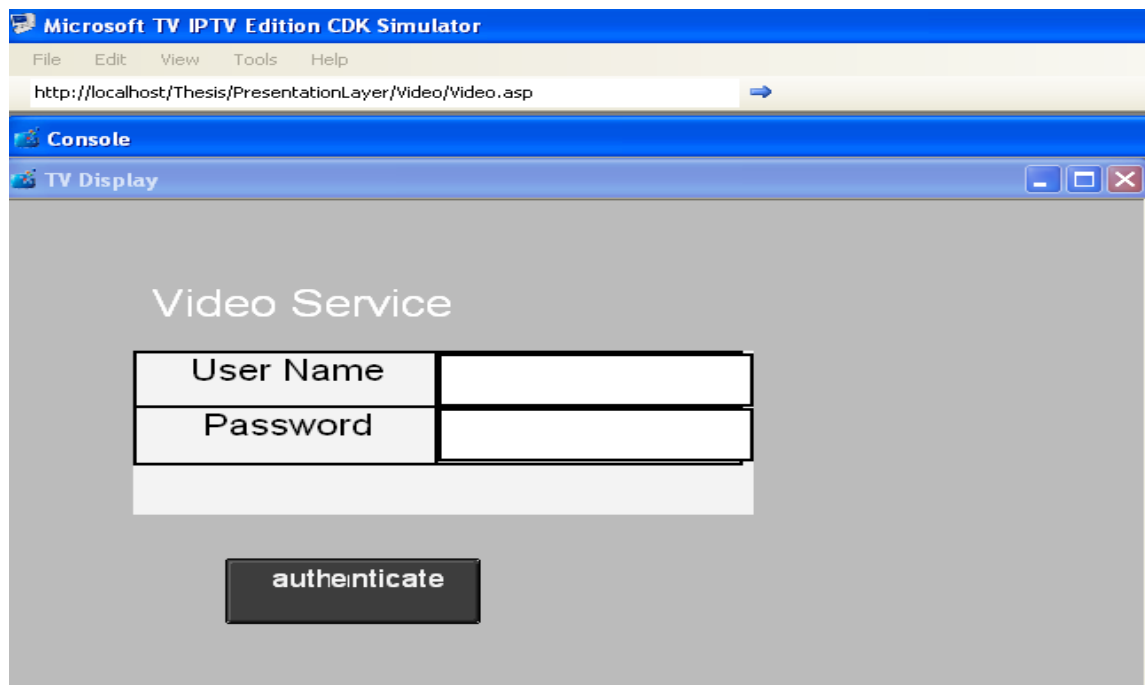 Microsoft TV IPTV Edition CDK Simulator
File Edit View Tools Help
http://localhost/Thesis/PresentationLayer/Video/Video.asp
Console
TV Display
Video Service
User Name
Password
authenticate